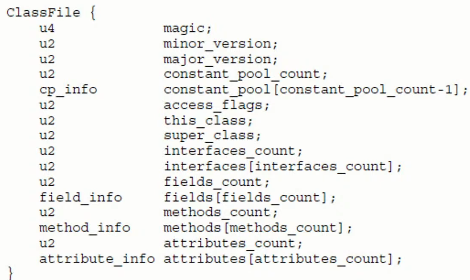 ClassFile {
    u4             magic;
    u2             minor_version;
    u2             major_version;
    u2             constant_pool_count;
    cp_info        constant_pool[constant_pool_count-1];
    u2             access_flags;
    u2             this_class;
    u2             super_class;
    u2             interfaces_count;
    u2             interfaces[interfaces_count];
    u2             fields_count;
    field_info     fields[fields_count];
    u2             methods_count;
    method_info    methods[methods_count];
    u2             attributes_count;
    attribute_info attributes[attributes_count];
}